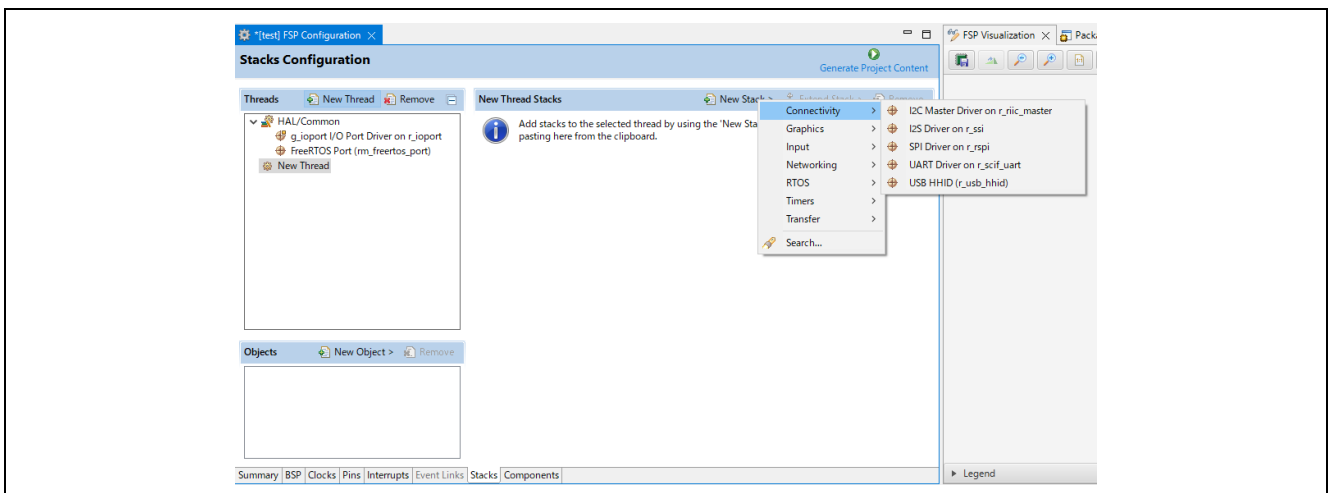 *[test] FSP Configuration
FSP Visualization
Stacks Configuration
Generate Project Content
Threads
New Thread
Remove
HAL/Common
g_ioport I/O Port Driver on r_ioport
FreeRTOS Port (rm_freertos_port)
New Thread
New Thread Stacks
New Stack >
Extend Stack >
Remove
Add stacks to the selected thread by using the 'New Sta
pasting here from the clipboard.
Connectivity >
Graphics >
Input >
Networking >
RTOS >
Timers >
Transfer >
Search...
I2C Master Driver on r_riic_master
I2S Driver on r_ssi
SPI Driver on r_rspi
UART Driver on r_scif_uart
USB HHID (r_usb_hhid)
Objects
New Object >
Remove
Summary BSP Clocks Pins Interrupts Event Links Stacks Components
Legend